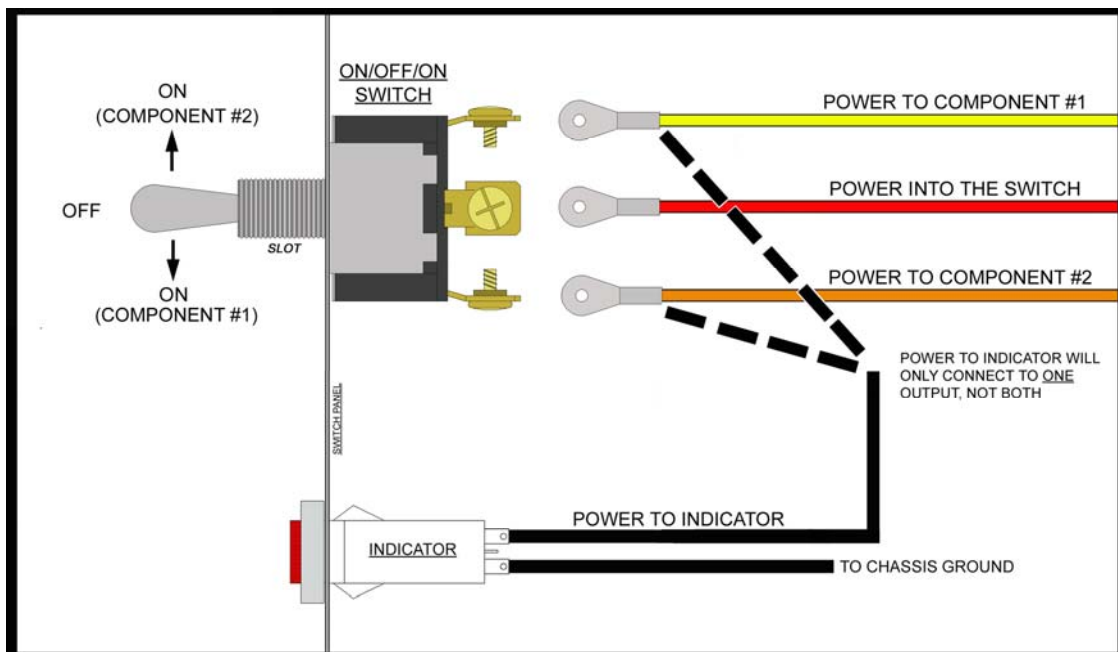 ON/OFF/ON
SWITCH
ON
(COMPONENT #2)
OFF
SLOT
ON
(COMPONENT #1)
POWER TO COMPONENT #1
POWER INTO THE SWITCH
POWER TO COMPONENT #2
POWER TO INDICATOR WILL
ONLY CONNECT TO ONE
OUTPUT, NOT BOTH
SWITCH PANEL
POWER TO INDICATOR
INDICATOR
TO CHASSIS GROUND